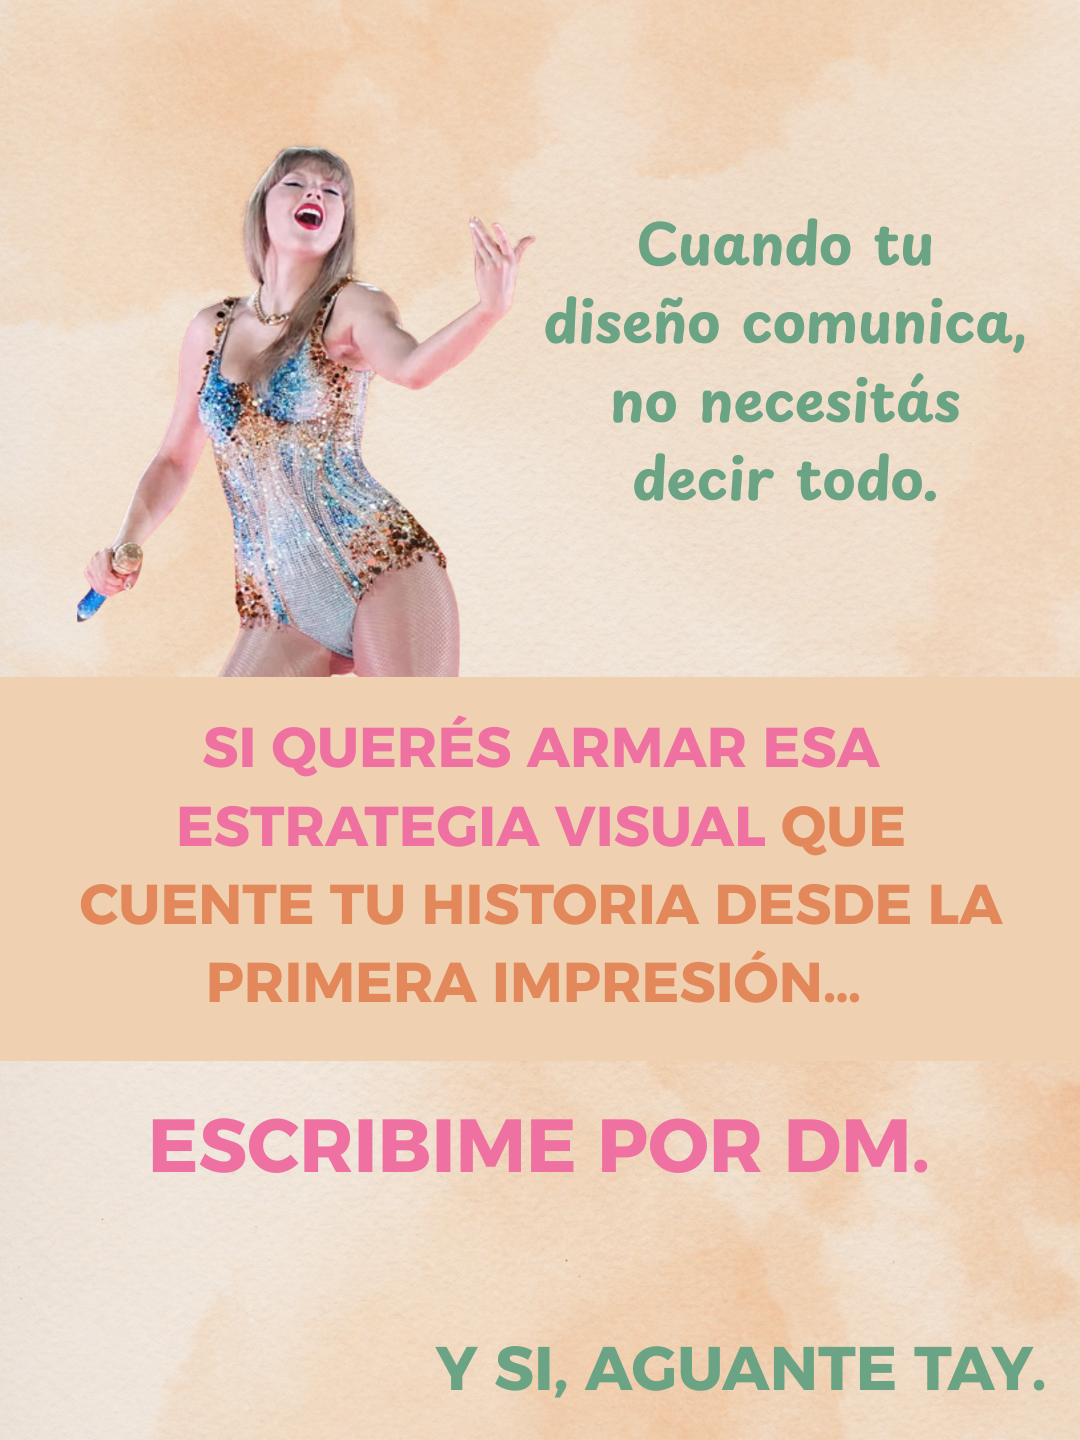 Cuando tu
diseño comunica,
no necesitás
decir todo.
SI QUERÉS ARMAR ESA
ESTRATEGIA VISUAL QUE
CUENTE TU HISTORIA DESDE LA
PRIMERA IMPRESIÓN...
ESCRIBIME POR DM.
Y SI, AGUANTE TAY.